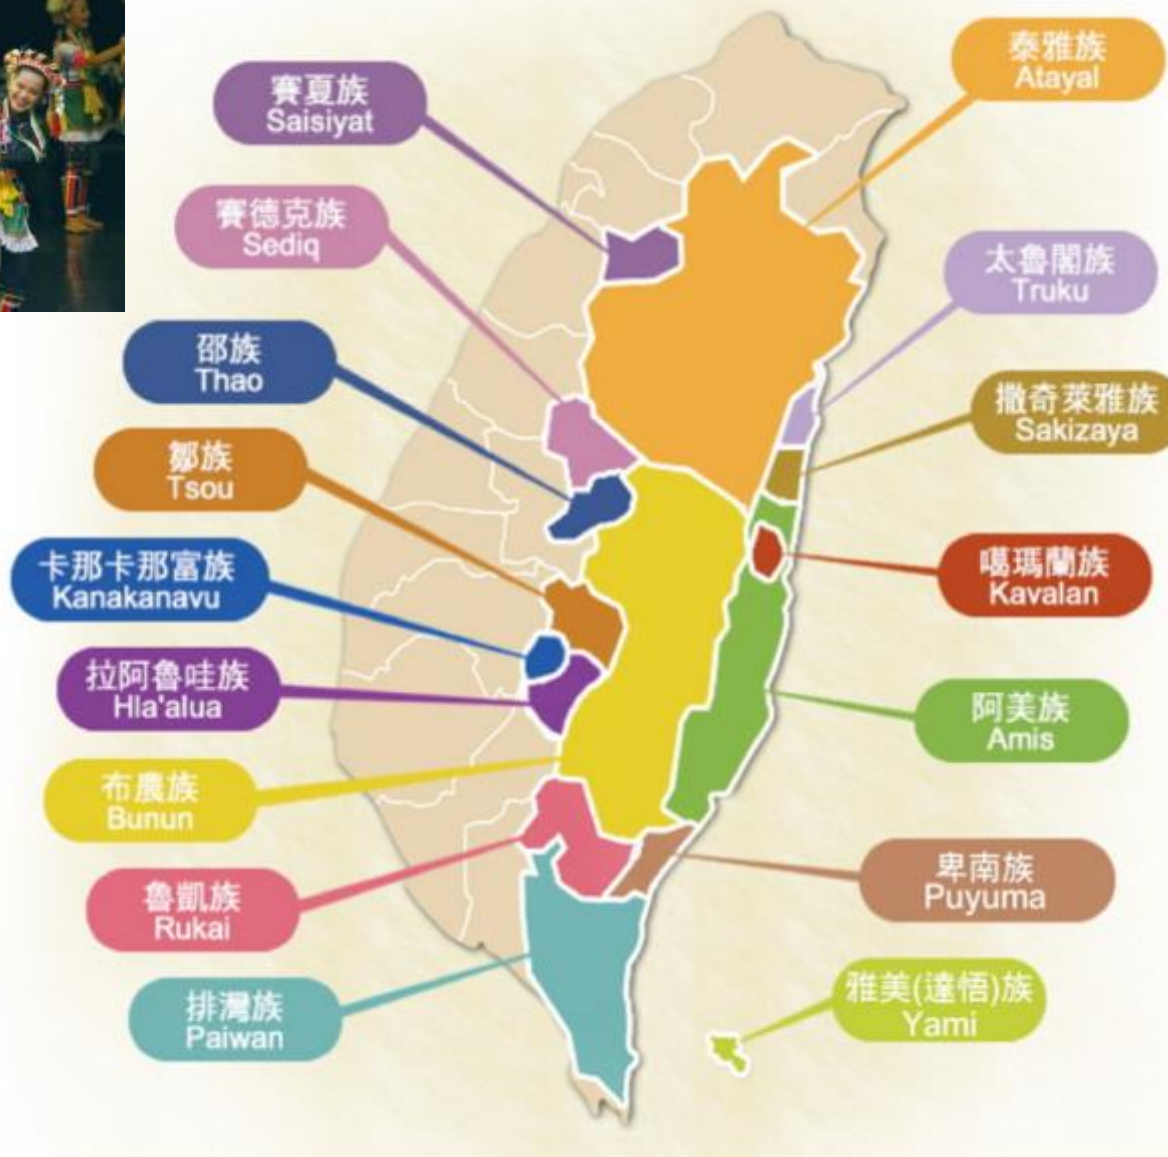 泰雅族
Atayal
賽夏族
Saisiyat
賽德克族
Sediq
太魯閣族
Truku
邵族
Thao
撒奇萊雅族
Sakizaya
鄒族
Tsou
卡那卡那富族
Kanakanavu
噶瑪蘭族
Kavalan
拉阿魯哇族
Hla'alua
阿美族
Amis
布農族
Bunun
卑南族
Puyuma
魯凱族
Rukai
雅美(達悟)族
Yami
排灣族
Paiwan